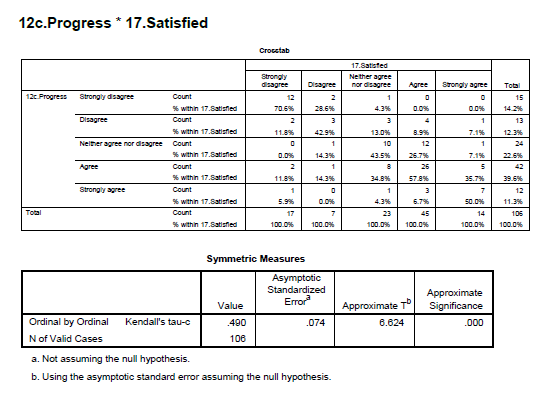 12c.Progress * 17.Satisfied
Crosstab
17.Satisfied
Strongly disagree Disagree Neither agree nor disagree Agree Strongly agree Total
12c.Progress Strongly disagree Count 12 2 1 0 0 15
% within 17.Satisfied 70.6% 28.6% 4.3% 0.0% 0.0% 14.2%
Disagree Count 2 3 3 4 1 13
% within 17.Satisfied 11.8% 42.9% 13.0% 8.9% 7.1% 12.3%
Neither agree nor disagree Count 0 1 10 12 1 24
% within 17.Satisfied 0.0% 14.3% 43.5% 26.7% 7.1% 22.6%
Agree Count 2 1 8 26 5 42
% within 17.Satisfied 11.8% 14.3% 34.8% 57.8% 35.7% 39.6%
Strongly agree Count 1 0 1 3 7 12
% within 17.Satisfied 5.9% 0.0% 4.3% 6.7% 50.0% 11.3%
Total Count 17 7 23 45 14 106
% within 17.Satisfied 100.0% 100.0% 100.0% 100.0% 100.0% 100.0%
Symmetric Measures
Value Asymptotic Standardized Error^a Approximate T^b Approximate Significance
Ordinal by Ordinal Kendall's tau-c .490 .074 6.624 .000
N of Valid Cases 106
a. Not assuming the null hypothesis.
b. Using the asymptotic standard error assuming the null hypothesis.